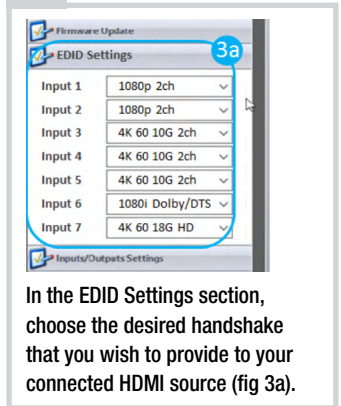 Firmware Update
EDID Settings
3a
Input 1 1080p 2ch
Input 2 1080p 2ch
Input 3 4K 60 10G 2ch
Input 4 4K 60 10G 2ch
Input 5 4K 60 10G 2ch
Input 6 1080i Dolby/DTS
Input 7 4K 60 18G HD
Inputs/Outputs Settings
In the EDID Settings section,
choose the desired handshake
that you wish to provide to your
connected HDMI source (fig 3a).